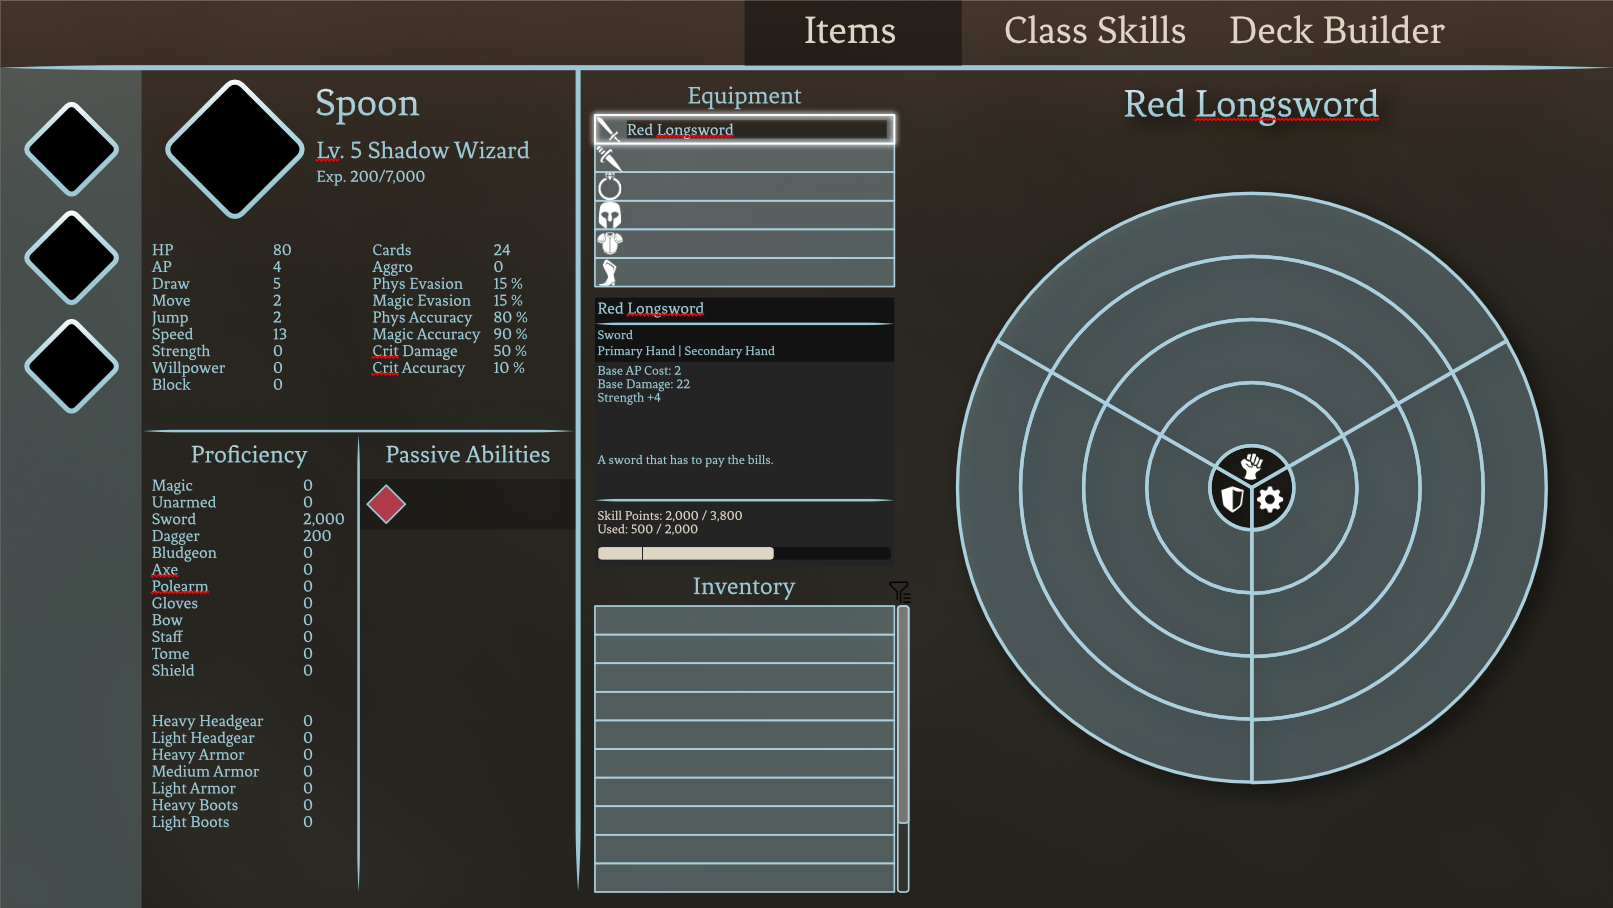 Items Class Skills Deck Builder
Spoon
Lv. 5 Shadow Wizard
Exp. 200/7,000
HP 80
AP 4
Draw 5
Move 2
Jump 2
Speed 13
Strength 0
Willpower 0
Block 0
Cards 24
Aggro 0
Phys Evasion 15 %
Magic Evasion 15 %
Phys Accuracy 80 %
Magic Accuracy 90 %
Crit Damage 50 %
Crit Accuracy 10 %
Proficiency
Magic 0
Unarmed 0
Sword 2,000
Dagger 200
Bludgeon 0
Axe 0
Polearm 0
Gloves 0
Bow 0
Staff 0
Tome 0
Shield 0
Heavy Headgear 0
Light Headgear 0
Heavy Armor 0
Medium Armor 0
Light Armor 0
Heavy Boots 0
Light Boots 0
Passive Abilities
Equipment
Red Longsword
Red Longsword
Sword
Primary Hand | Secondary Hand
Base AP Cost: 2
Base Damage: 22
Strength +4
A sword that has to pay the bills.
Skill Points: 2,000 / 3,800
Used: 500 / 2,000
Inventory
Red Longsword